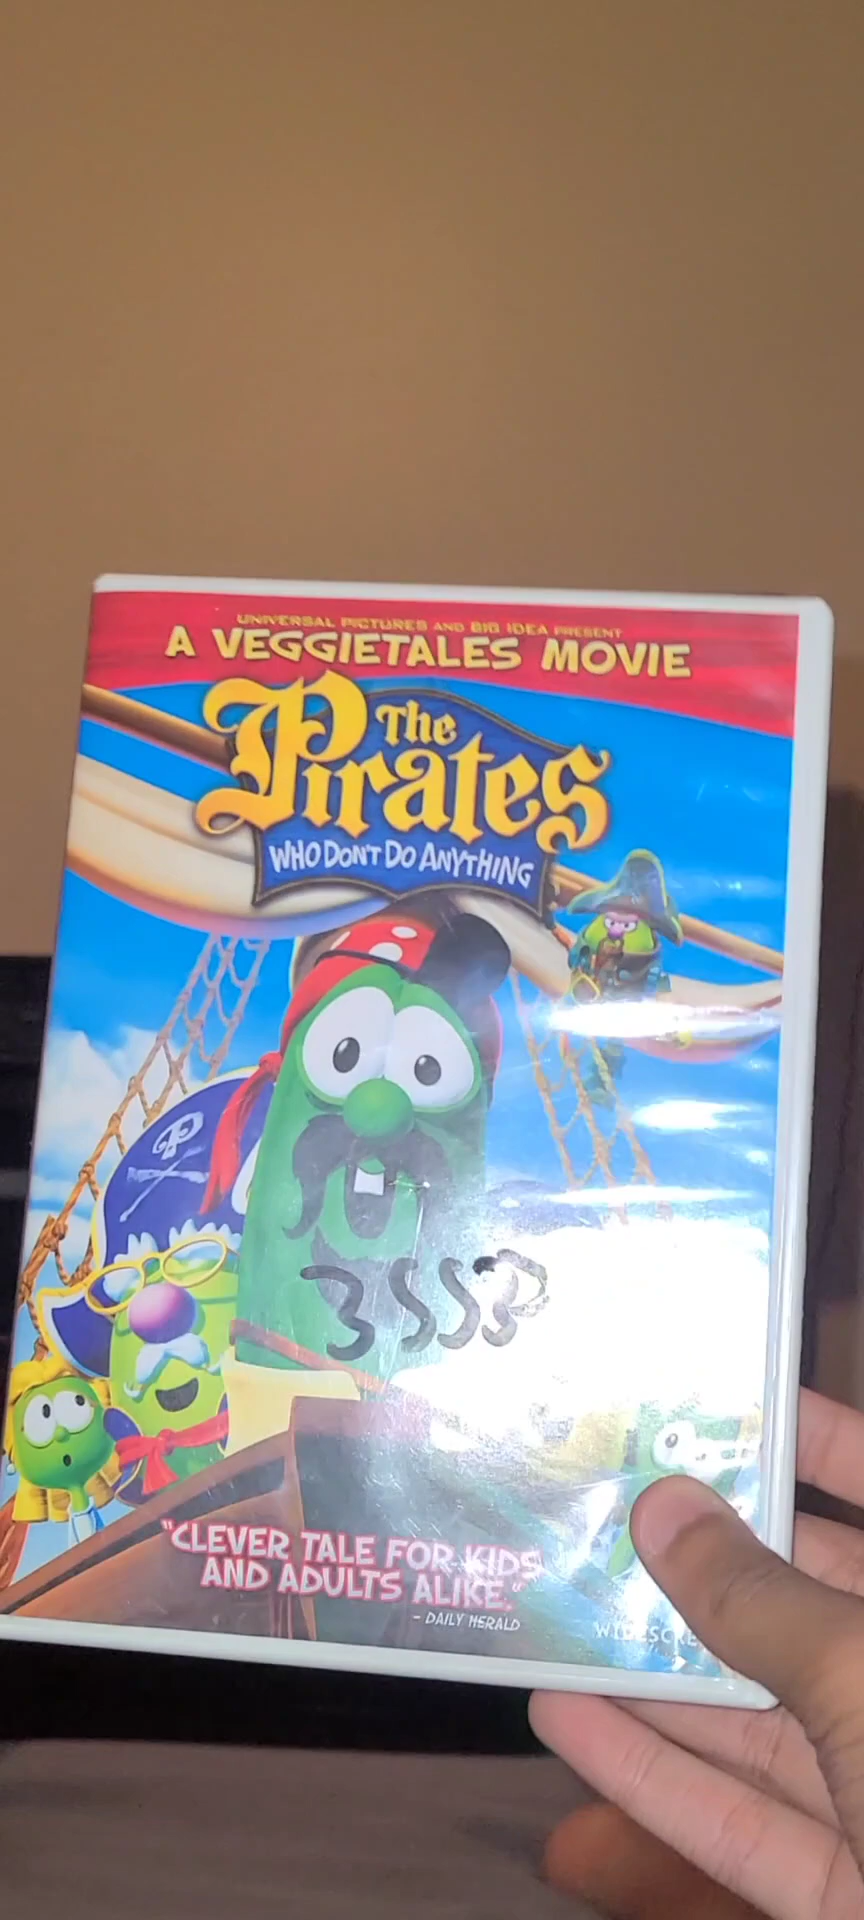 UNIVERSAL PICTURES AND BIG IDEA PRESENT
A VEGGIETALES MOVIE
The
Pirates
WHO DON'T DO ANYTHING
"CLEVER TALE FOR KIDS
AND ADULTS ALIKE."
- DAILY HERALD